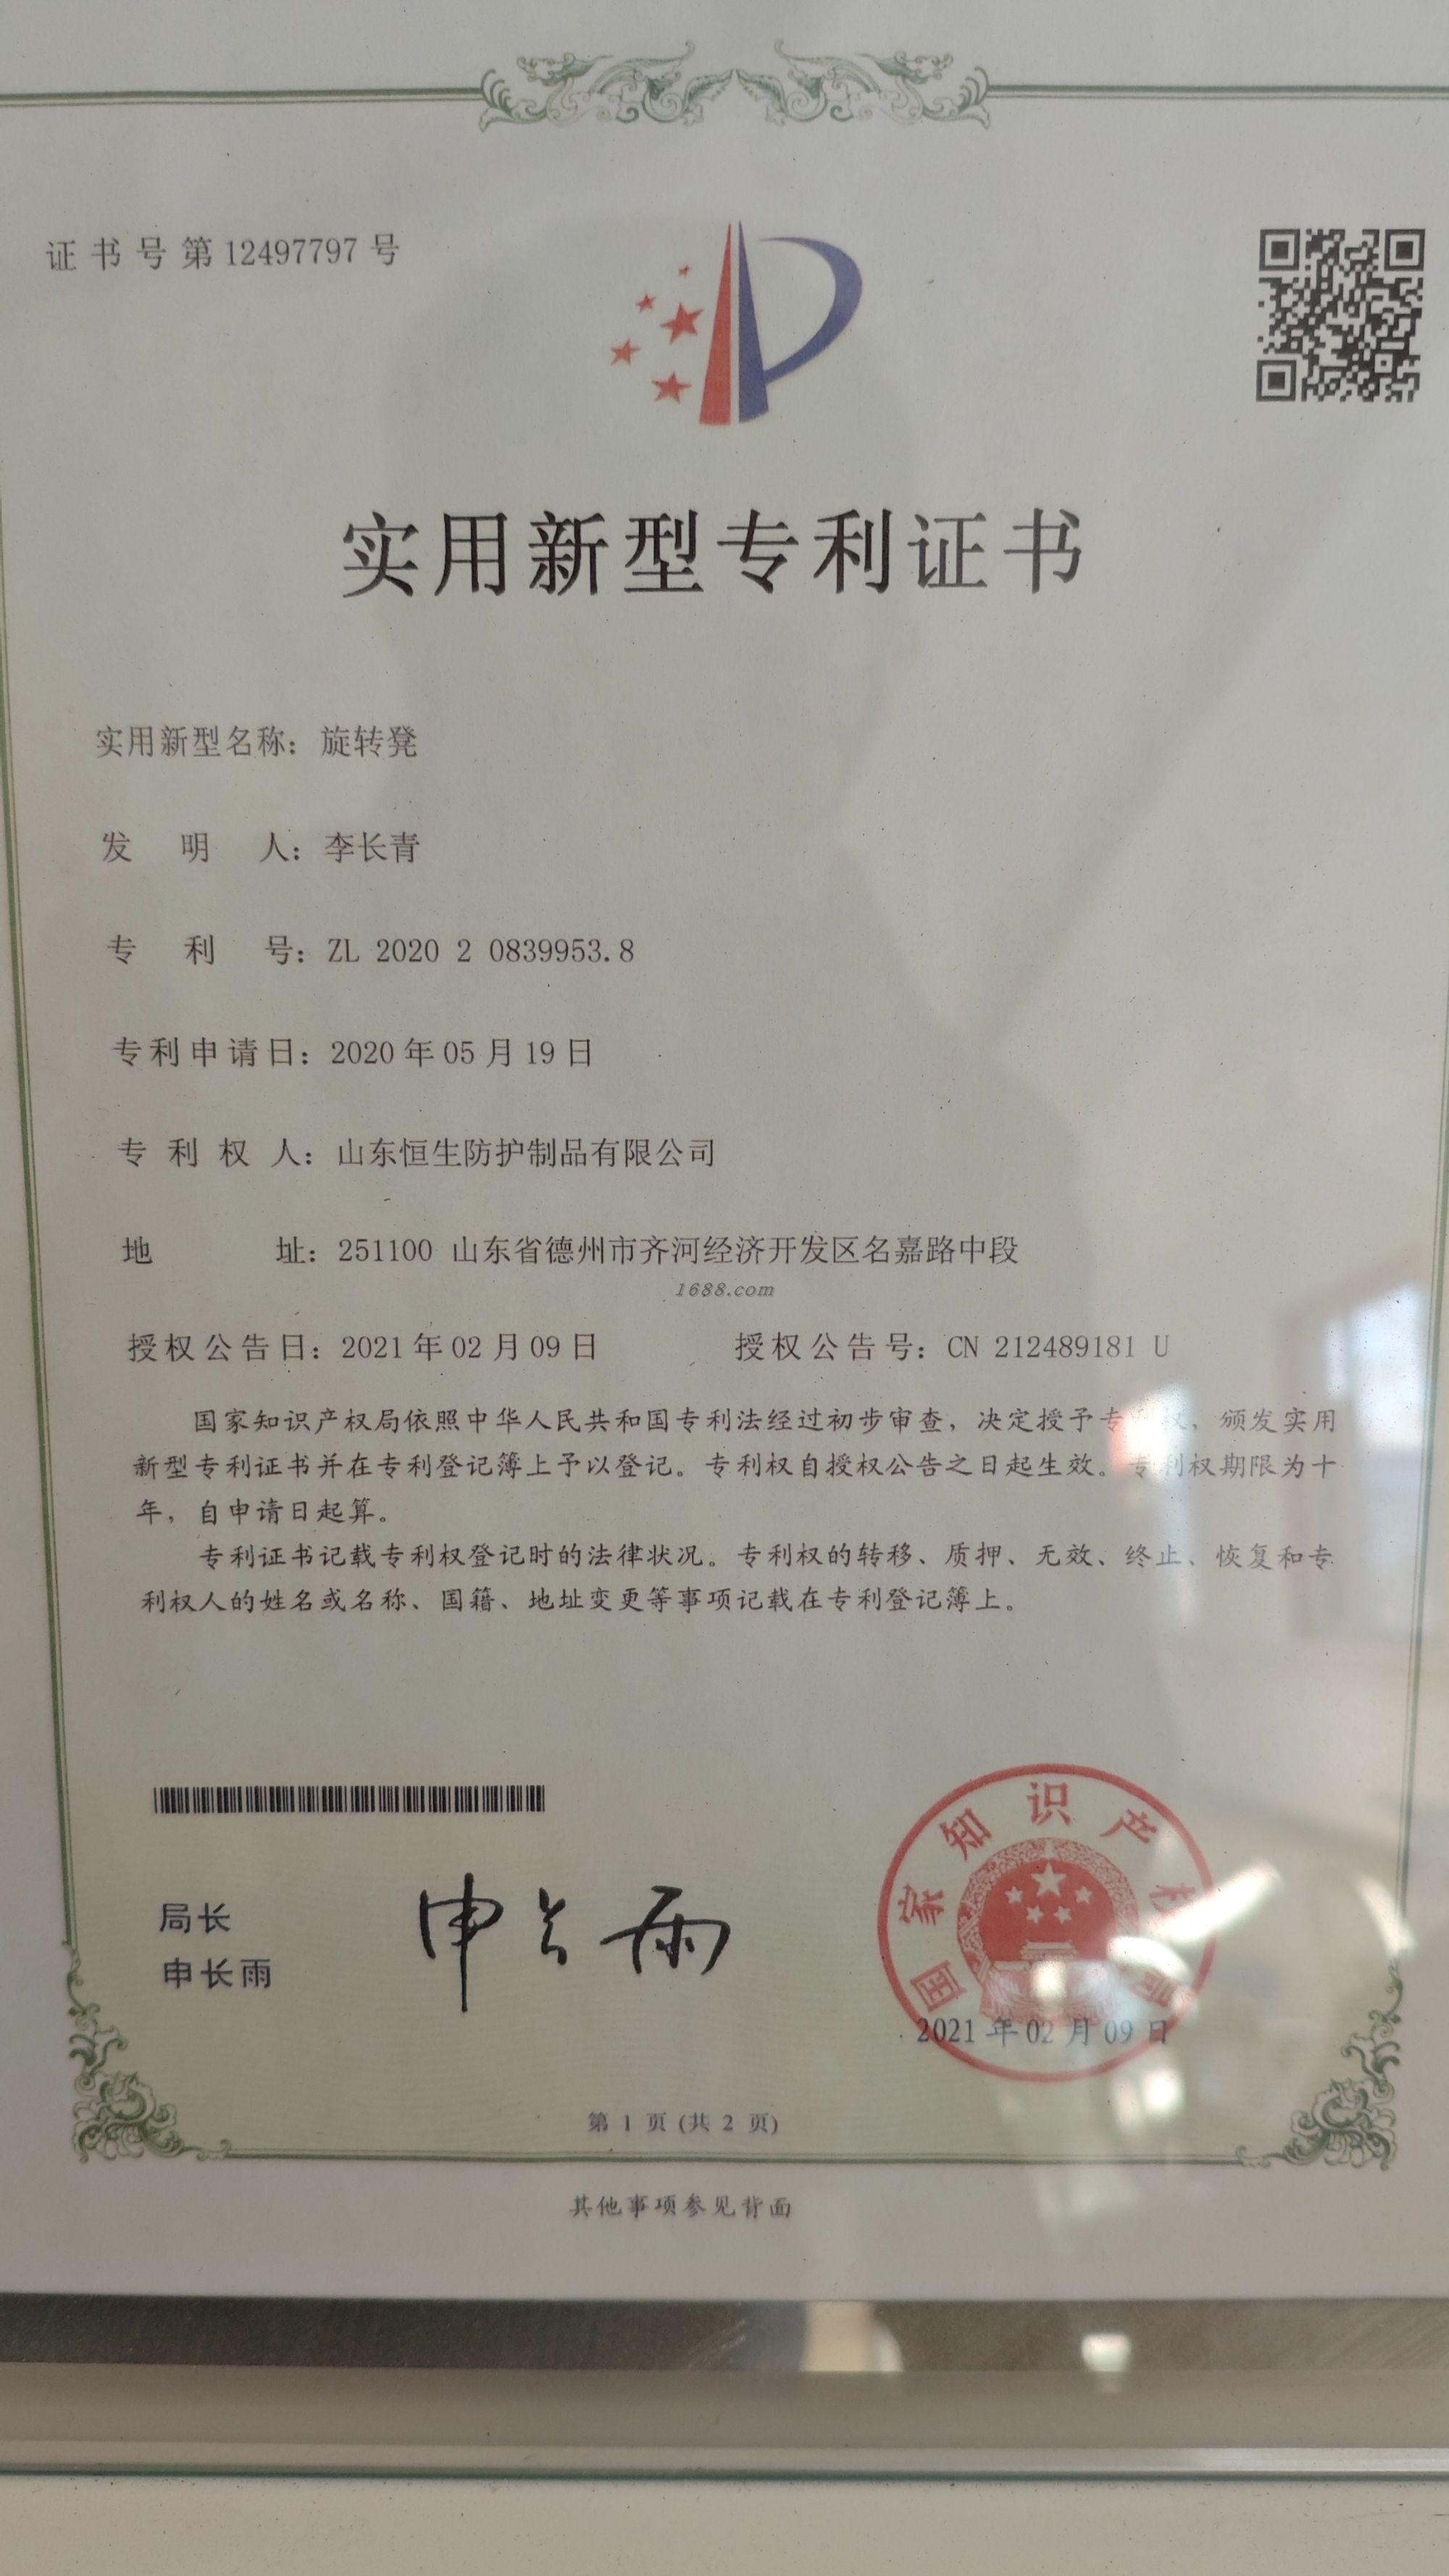 证书号第12497797号
实用新型专利证书
实用新型名称：旋转凳
发明人：李长青
专利号：ZL 2020 2 0839953.8
专利申请日：2020年05月19日
专利权人：山东恒生防护制品有限公司
地址：251100 山东省德州市齐河经济开发区名嘉路中段
1688.com
授权公告日：2021年02月09日 授权公告号：CN 212489181 U
国家知识产权局依照中华人民共和国专利法经过初步审查，决定授予专利权，颁发实用
新型专利证书并在专利登记簿上予以登记。专利权自授权公告之日起生效。专利权期限为十
年，自申请日起算。
专利证书记载专利权登记时的法律状况。专利权的转移、质押、无效、终止、恢复和专
利权人的姓名或名称、国籍、地址变更等事项记载在专利登记簿上。
局长
申长雨
申长雨
国家知识产权局
2021年02月09日
第 1 页 (共 2 页)
其他事项参见背面